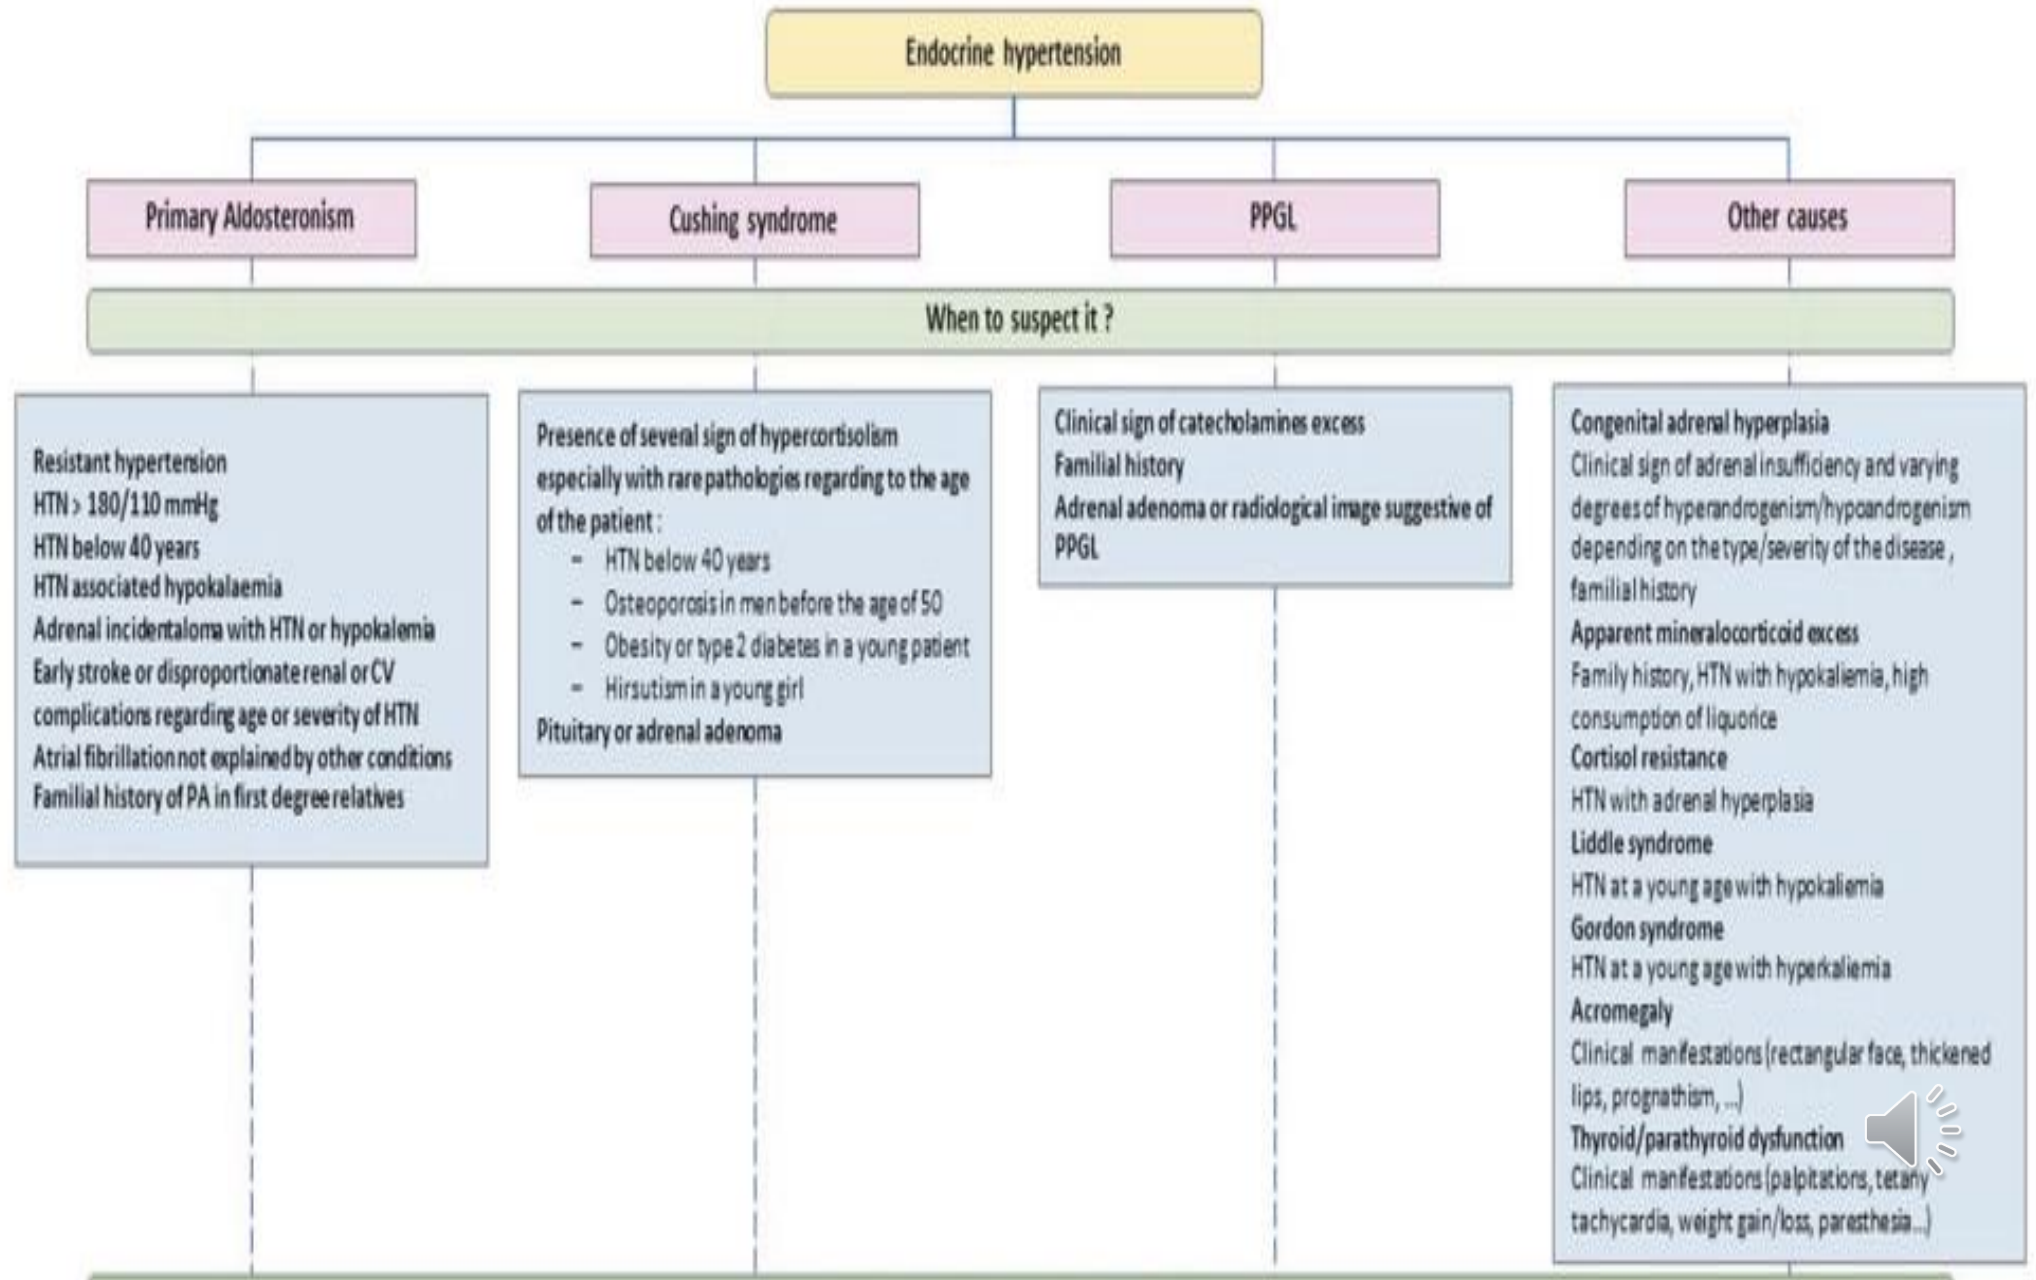 Endocrine hypertension
Primary Aldosteronism
Cushing syndrome
PPGL
Other causes
When to suspect it ?
Resistant hypertension
HTN > 180/110 mmHg
HTN below 40 years
HTN associated hypokalaemia
Adrenal incidentaloma with HTN or hypokalemia
Early stroke or disproportionate renal or CV
complications regarding age or severity of HTN
Atrial fibrillation not explained by other conditions
Familial history of PA in first degree relatives
Presence of several sign of hypercortisolism
especially with rare pathologies regarding to the age
of the patient :
– HTN below 40 years
– Osteoporosis in men before the age of 50
– Obesity or type 2 diabetes in a young patient
– Hirsutism in a young girl
Pituitary or adrenal adenoma
Clinical sign of catecholamines excess
Familial history
Adrenal adenoma or radiological image suggestive of
PPGL
Congenital adrenal hyperplasia
Clinical sign of adrenal insufficiency and varying
degrees of hyperandrogenism/hypoandrogenism
depending on the type/severity of the disease ,
familial history
Apparent mineralocorticoid excess
Family history, HTN with hypokaliemia, high
consumption of liquorice
Cortisol resistance
HTN with adrenal hyperplasia
Liddle syndrome
HTN at a young age with hypokaliemia
Gordon syndrome
HTN at a young age with hyperkaliemia
Acromegaly
Clinical manifestations (rectangular face, thickened
lips, prognathism, ...)
Thyroid/parathyroid dysfunction
Clinical manifestations (palpitations, tetany
tachycardia, weight gain/loss, paresthesia...)